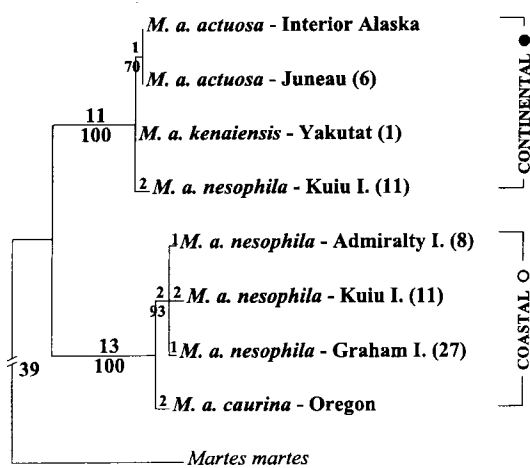 M. a. actuosa - Interior Alaska
1
70
M. a. actuosa - Juneau (6)
11
100
M. a. kenaiensis - Yakutat (1)
2 M. a. nesophila - Kuiu I. (11)
CONTINENTAL
1 M. a. nesophila - Admiralty I. (8)
2
93
2 M. a. nesophila - Kuiu I. (11)
13
100
1 M. a. nesophila - Graham I. (27)
39
2 M. a. caurina - Oregon
COASTAL
Martes martes